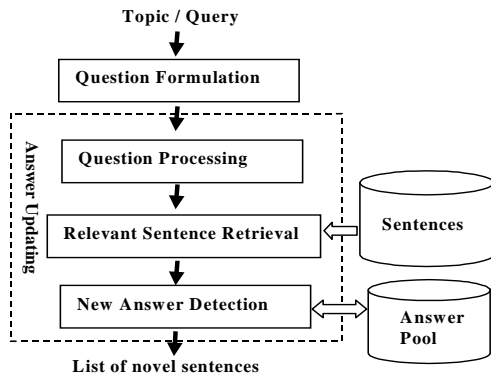 Topic / Query
Question Formulation
Answer Updating
Question Processing
Relevant Sentence Retrieval
Sentences
New Answer Detection
Answer
Pool
List of novel sentences